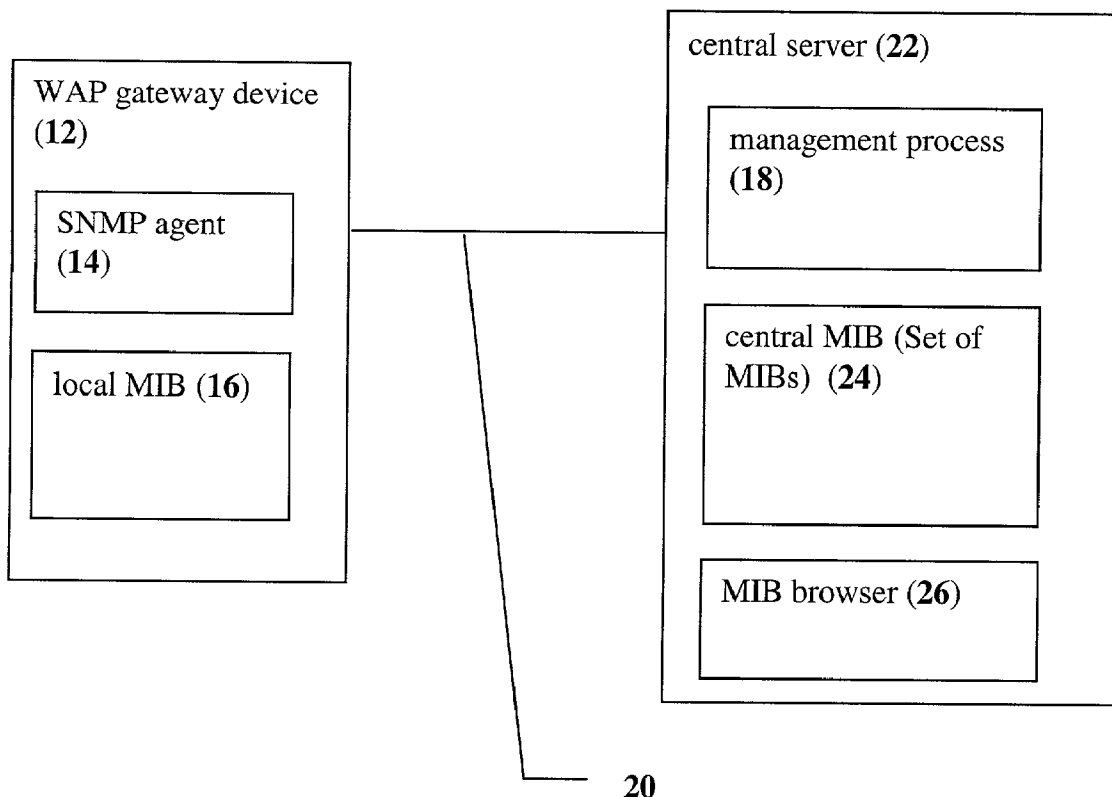 WAP gateway device
(12)
SNMP agent
(14)
local MIB (16)
central server (22)
management process
(18)
central MIB (Set of
MIBs) (24)
MIB browser (26)
20